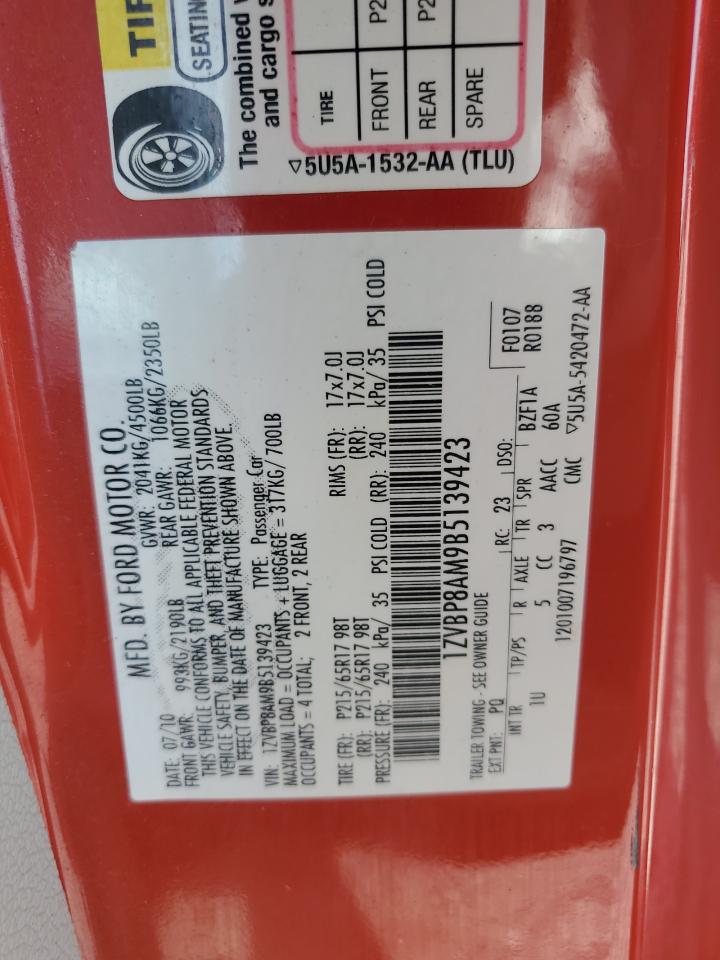 MFD. BY FORD MOTOR CO.
DATE: 07/10 GVWR: 2041KG/4500LB
FRONT GAWR: 993KG/2190LB REAR GAWR: 1066KG/2350LB
THIS VEHICLE CONFORMS TO ALL APPLICABLE FEDERAL MOTOR
VEHICLE SAFETY, BUMPER, AND THEFT PREVENTION STANDARDS
IN EFFECT ON THE DATE OF MANUFACTURE SHOWN ABOVE.
VIN: 1ZVBP8AM9B5139423 TYPE: Passenger Car
MAXIMUM LOAD = OCCUPANTS + LUGGAGE = 317KG/700LB
OCCUPANTS = 4 TOTAL; 2 FRONT, 2 REAR
TIRE (FR): P215/65R17 98T RIMS (FR): 17x7.0J
(RR): P215/65R17 98T (RR): 17x7.0J
PRESSURE (FR): 240 kPa/ 35 PSI COLD (RR): 240 kPa/ 35 PSI COLD
1ZVBP8AM9B5139423
TRAILER TOWING - SEE OWNER GUIDE
F0107
R0188
EXT PNT: PQ RC: 23 DSO:
INT TR TP/PS R AXLE TR SPR BZF1A
1U 5 CC 3 AACC 60A
1201007196797 CMC ▽5U5A-5420472-AA
TIR
SEATING
The combined
and cargo s
TIRE
FRONT P2
REAR P2
SPARE
▽5U5A-1532-AA (TLU)